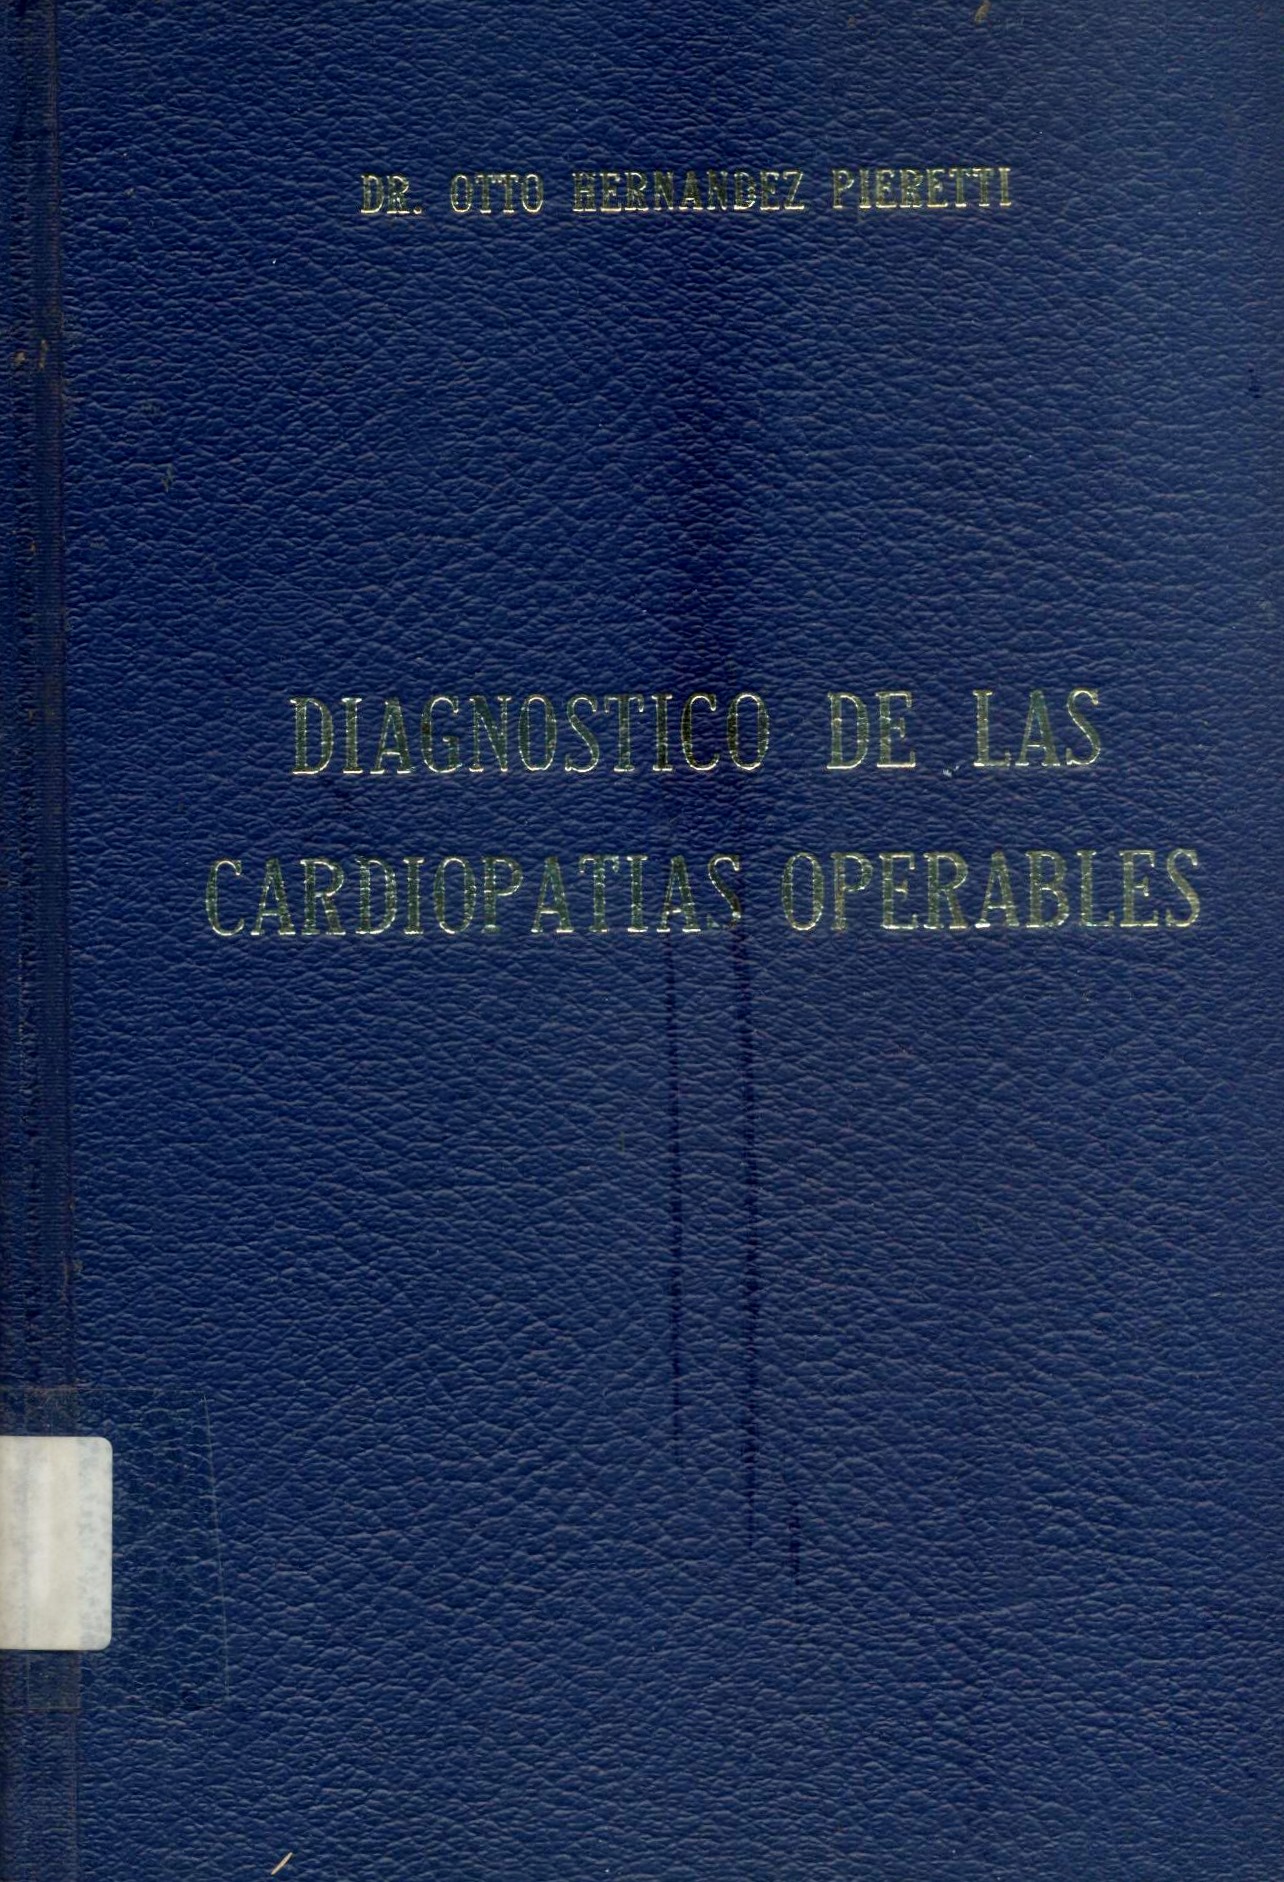 DR. OTTO HERNANDEZ PIERETTI
DIAGNOSTICO DE LAS
CARDIOPATIAS OPERABLES